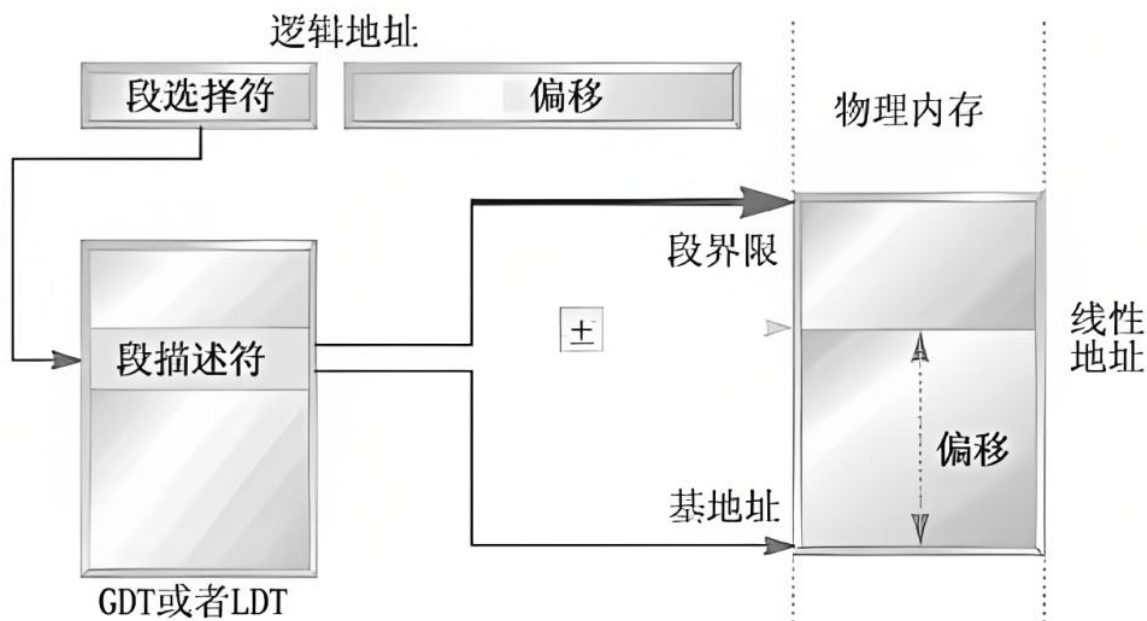 逻辑地址
段选择符
偏移
物理内存
段界限
±
线性
地址
段描述符
偏移
基地址
GDT或者LDT